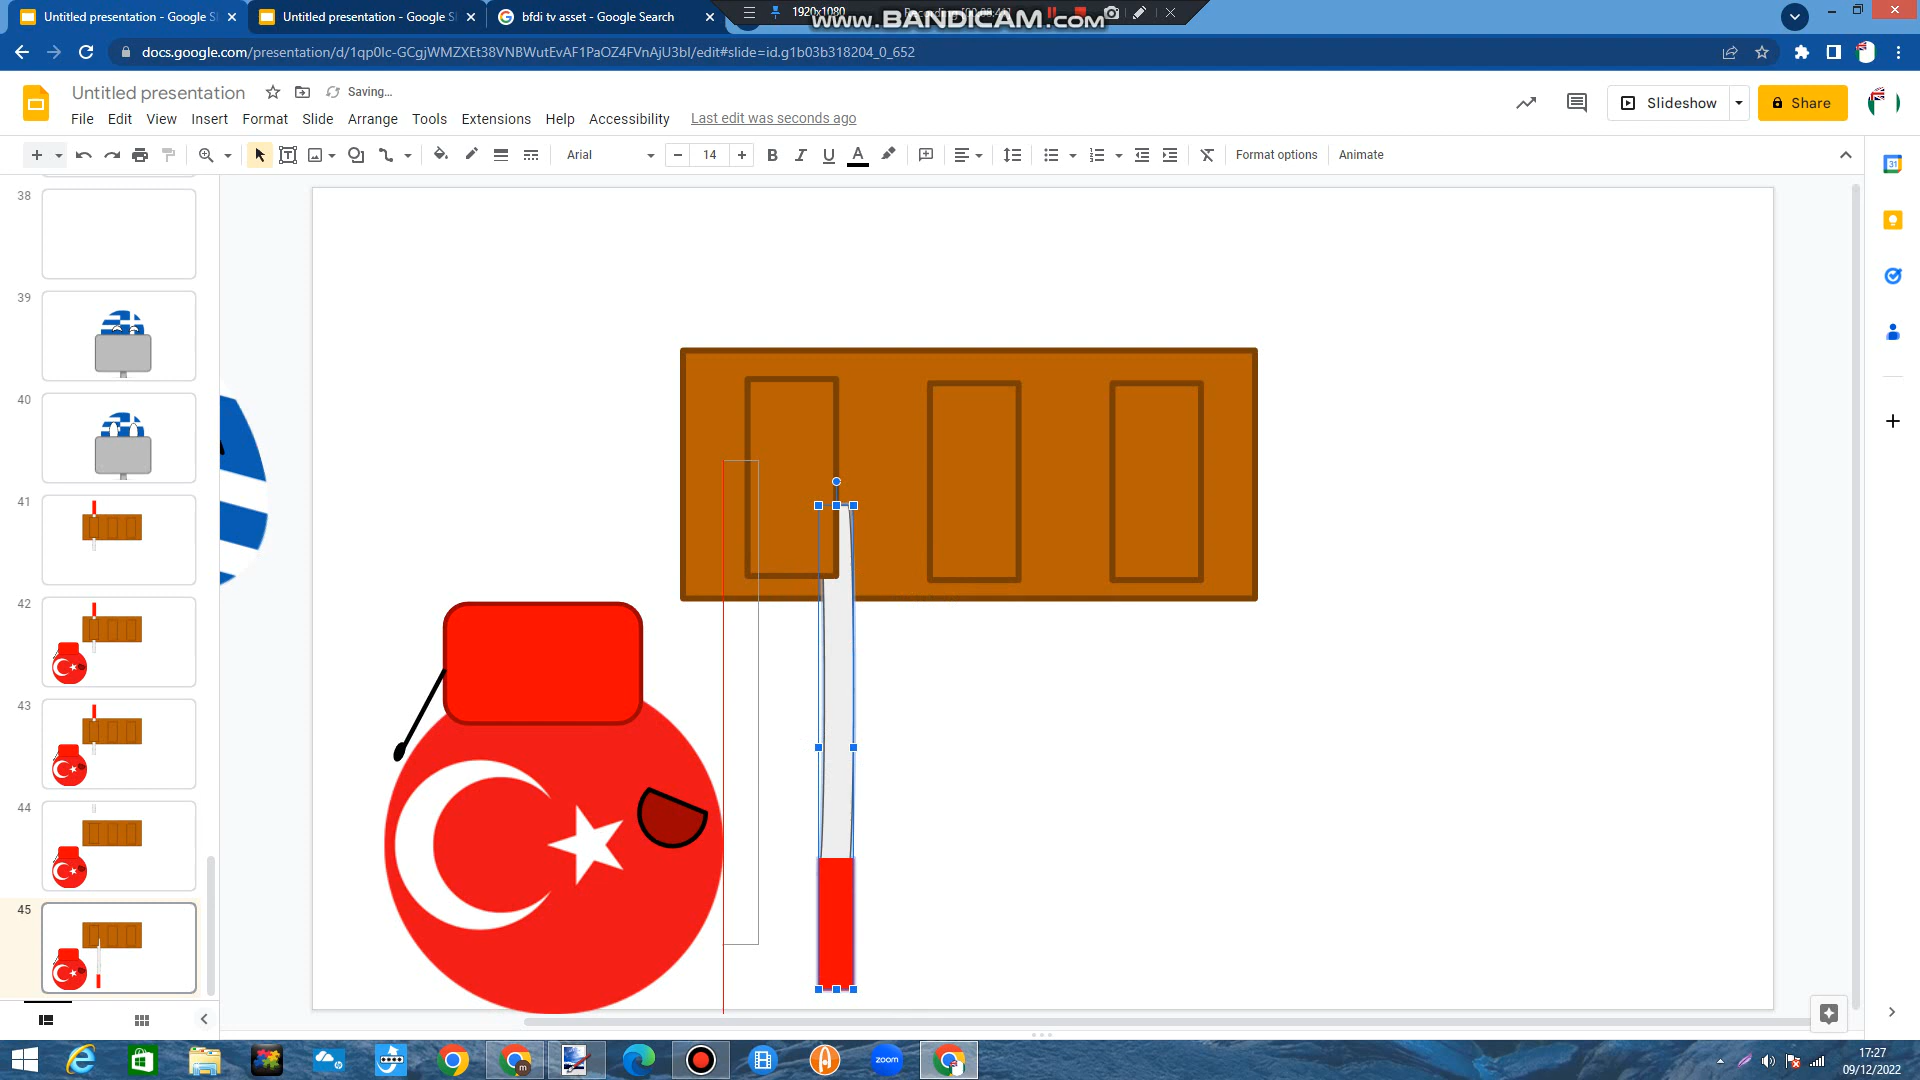 Untitled presentation - Google S
Untitled presentation - Google S
bfdi tv asset - Google Search
1920x1080
www.BANDICAM.com
docs.google.com/presentation/d/1qp0lc-GCgjWMZXEt38VNBWutEvAF1PaOZ4FVnAjU3bI/edit#slide=id.g1b03b318204_0_652
Untitled presentation
Saving...
Slideshow
Share
File Edit View Insert Format Slide Arrange Tools Extensions Help Accessibility Last edit was seconds ago
Arial
14
B I U A
Format options
Animate
31
38
39
40
41
42
43
44
45
m
zoom
17:27
09/12/2022